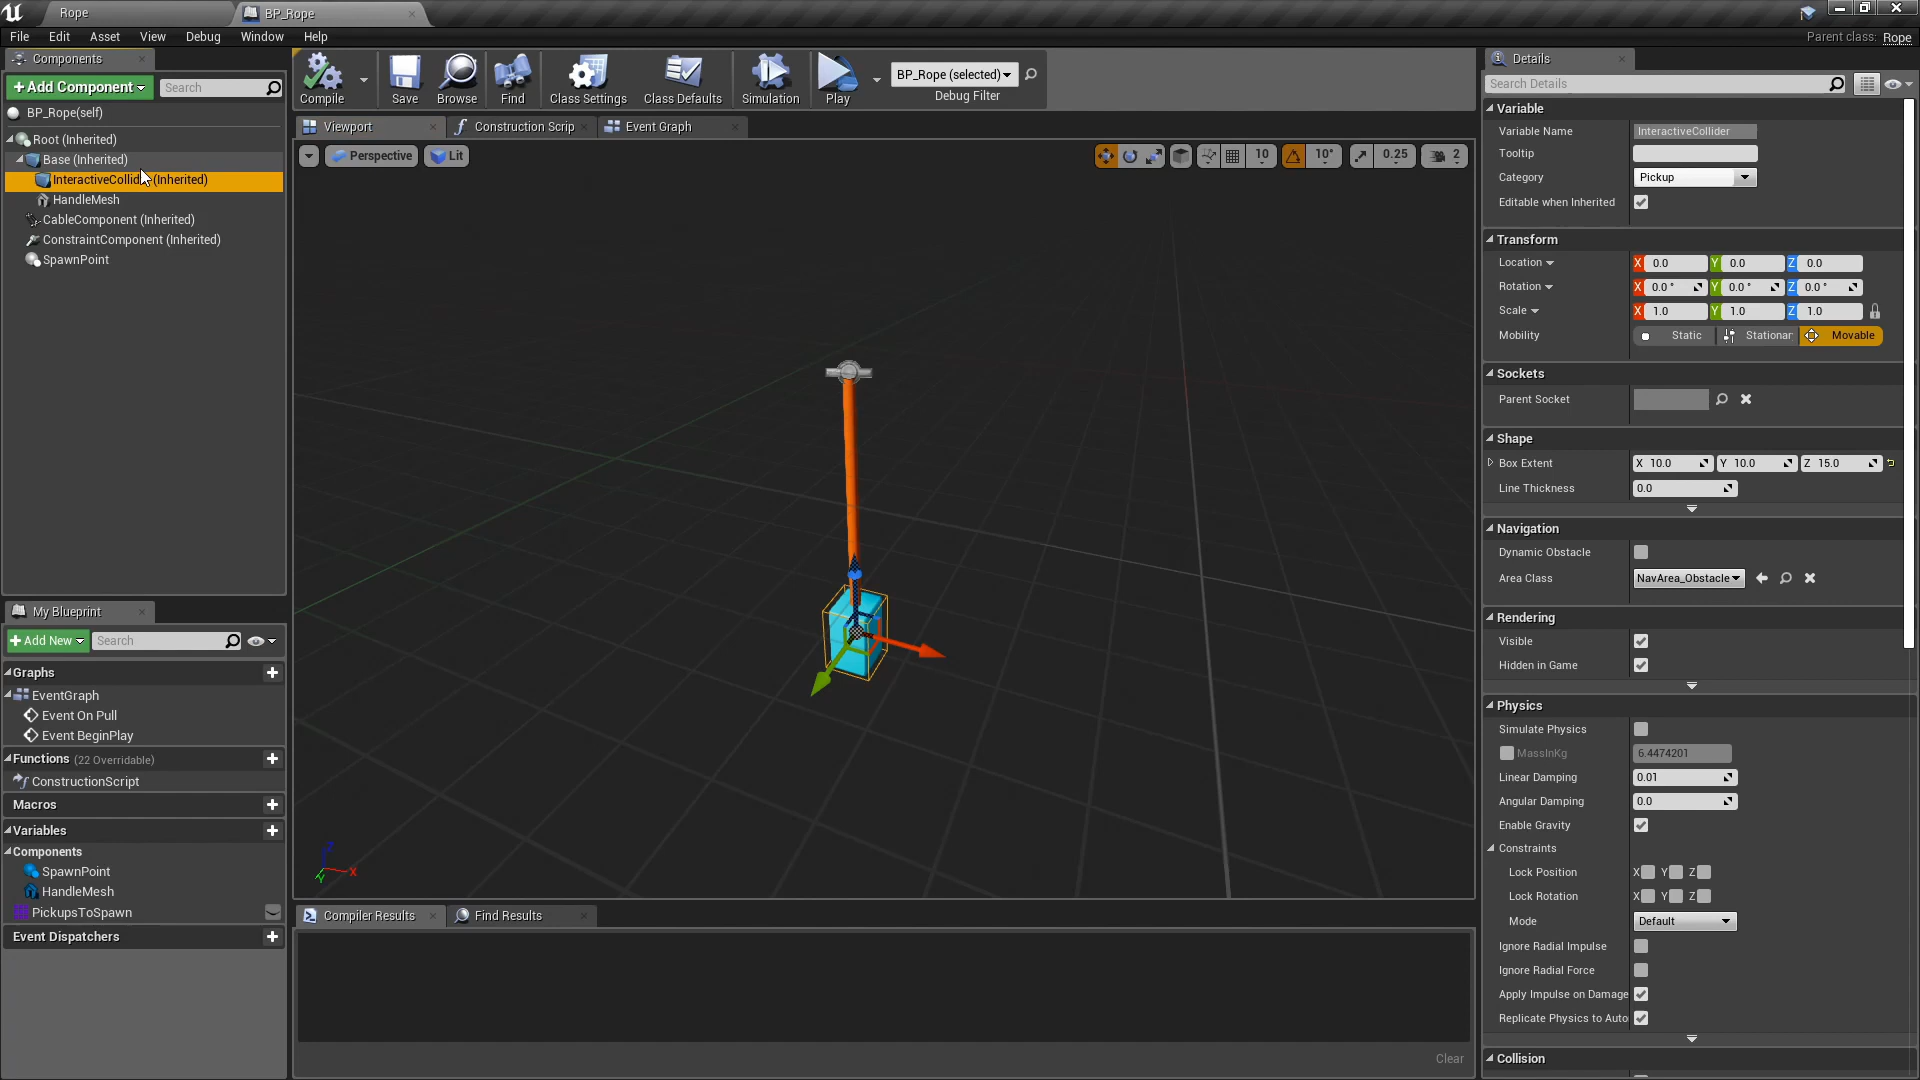 Rope
BP_Rope
File Edit Asset View Debug Window Help
Parent class: Rope
Components
+Add Component
Search
BP_Rope(self)
Root (Inherited)
Base (Inherited)
InteractiveCollid (Inherited)
HandleMesh
CableComponent (Inherited)
ConstraintComponent (Inherited)
SpawnPoint
Compile
Save
Browse
Find
Class Settings
Class Defaults
Simulation
Play
BP_Rope (selected)
Debug Filter
Viewport
Construction Scrip
Event Graph
Perspective
Lit
10
10°
0.25
2
Z
X
Y
My Blueprint
+Add New
Search
Graphs
EventGraph
Event On Pull
Event BeginPlay
Functions (22 Overridable)
ConstructionScript
Macros
Variables
Components
SpawnPoint
HandleMesh
PickupsToSpawn
Event Dispatchers
Compiler Results
Find Results
Clear
Details
Search Details
Variable
Variable Name InteractiveCollider
Tooltip
Category Pickup
Editable when Inherited
Transform
Location X 0.0 Y 0.0 Z 0.0
Rotation X 0.0 ° Y 0.0 ° Z 0.0 °
Scale X 1.0 Y 1.0 Z 1.0
Mobility Static Stationar Movable
Sockets
Parent Socket
Shape
Box Extent X 10.0 Y 10.0 Z 15.0
Line Thickness 0.0
Navigation
Dynamic Obstacle
Area Class NavArea_Obstacle
Rendering
Visible
Hidden in Game
Physics
Simulate Physics
MassInKg 6.4474201
Linear Damping 0.01
Angular Damping 0.0
Enable Gravity
Constraints
Lock Position X Y Z
Lock Rotation X Y Z
Mode Default
Ignore Radial Impulse
Ignore Radial Force
Apply Impulse on Damage
Replicate Physics to Auto
Collision